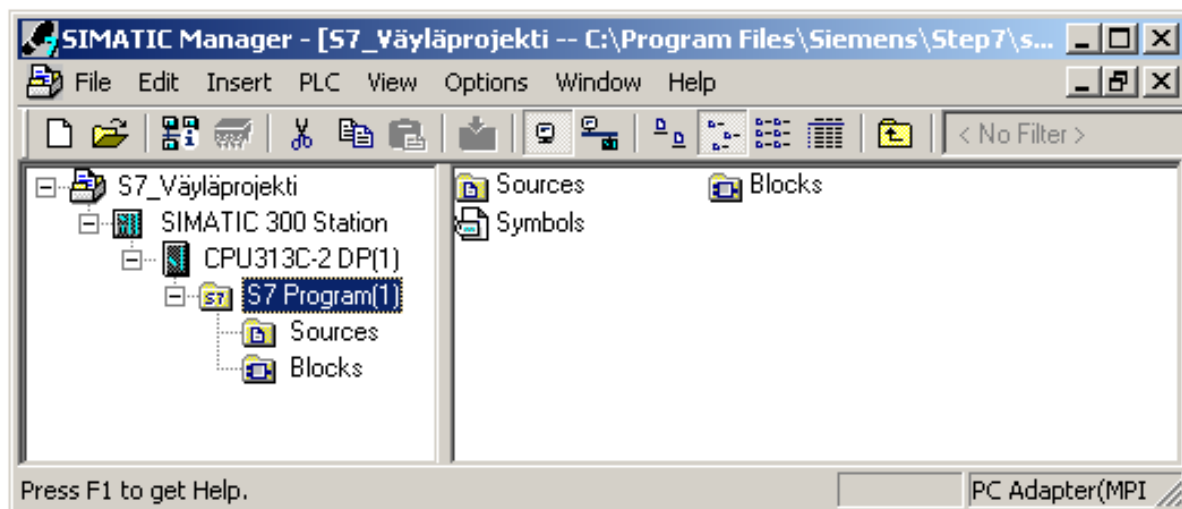 SIMATIC Manager - [S7_Väyläprojekti -- C:\Program Files\Siemens\Step7\s...
File Edit Insert PLC View Options Window Help
< No Filter >
S7_Väyläprojekti
SIMATIC 300 Station
CPU313C-2 DP(1)
S7 Program(1)
Sources
Blocks
Sources Blocks
Symbols
Press F1 to get Help. PC Adapter(MPI